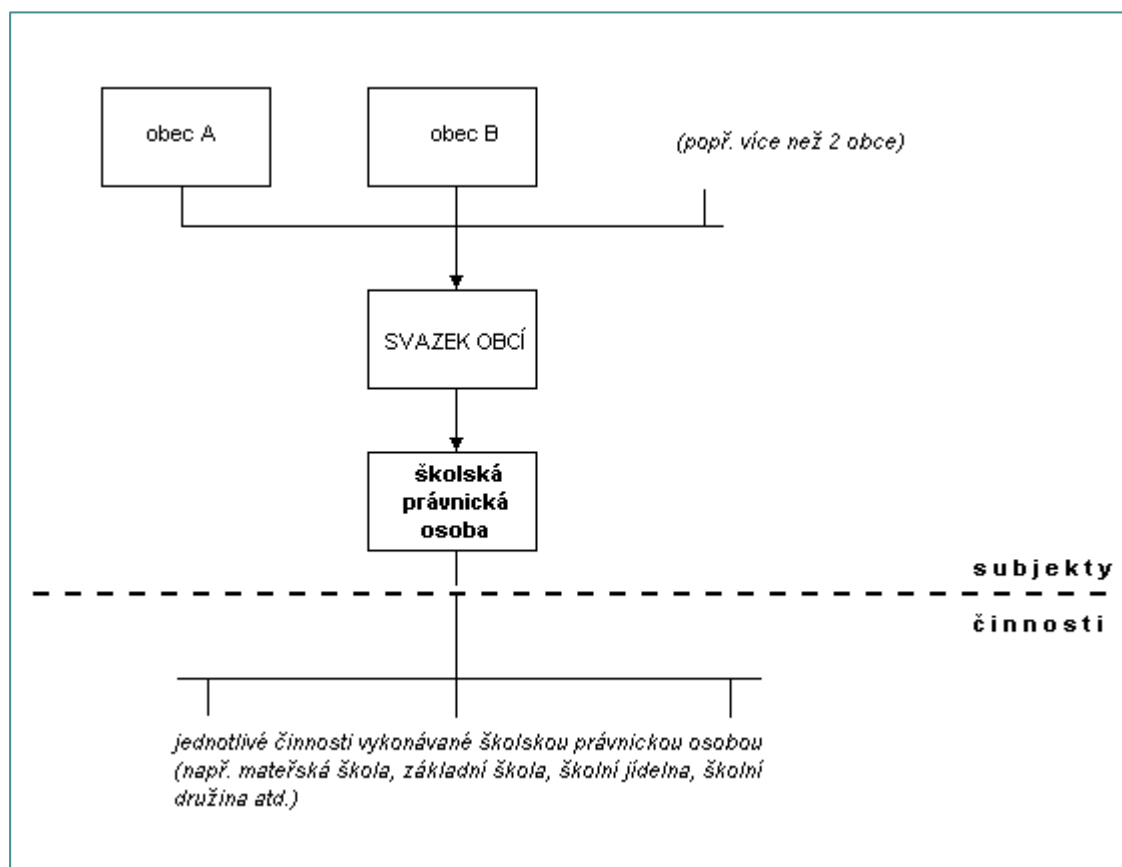 obec A
obec B
(popř. více než 2 obce)
SVAZEK OBCÍ
školská
právnická
osoba
subjekty
činnosti
jednotlivé činnosti vykonávané školskou právnickou osobou
(např. mateřská škola, základní škola, školní jídelna, školní
družina atd.)